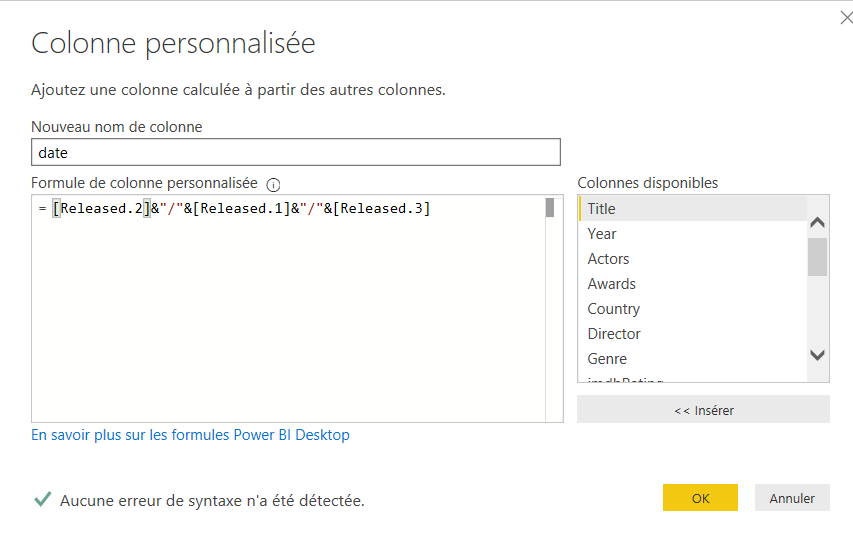 Colonne personnalisée
Ajoutez une colonne calculée à partir des autres colonnes.
Nouveau nom de colonne
date
Formule de colonne personnalisée
Colonnes disponibles
= [Released.2]&"/"&[Released.1]&"/"&[Released.3]
Title
Year
Actors
Awards
Country
Director
Genre
imdbRating
<< Insérer
En savoir plus sur les formules Power BI Desktop
Aucune erreur de syntaxe n'a été détectée.
OK
Annuler